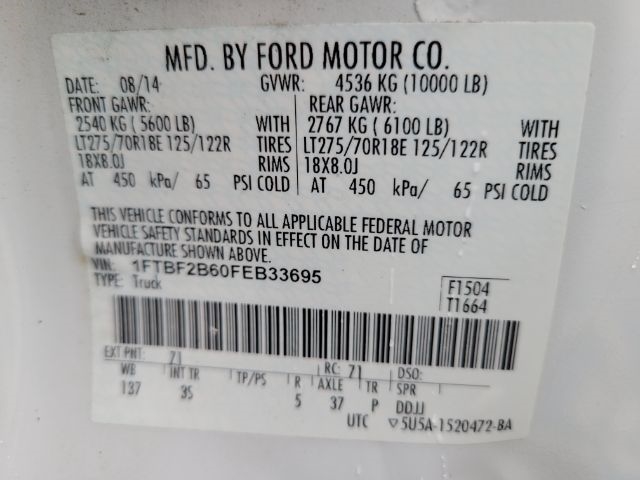 MFD. BY FORD MOTOR CO.
DATE: 08/14 GVWR: 4536 KG (10000 LB)
FRONT GAWR: REAR GAWR:
2540 KG ( 5600 LB) WITH 2767 KG ( 6100 LB) WITH
LT275/70R18E 125/122R TIRES LT275/70R18E 125/122R TIRES
18X8.0J RIMS 18X8.0J RIMS
AT 450 kPa/ 65 PSI COLD AT 450 kPa/ 65 PSI COLD
THIS VEHICLE CONFORMS TO ALL APPLICABLE FEDERAL MOTOR
VEHICLE SAFETY STANDARDS IN EFFECT ON THE DATE OF
MANUFACTURE SHOWN ABOVE.
VIN: 1FTBF2B60FEB33695
TYPE: Truck
F1504
T1664
EXT PNT: Z1 RC: 71 DSO:
WB INT TR TP/PS R AXLE TR SPR
137 3S 5 37 P DDJJ
UTC ▽5U5A-1520472-BA